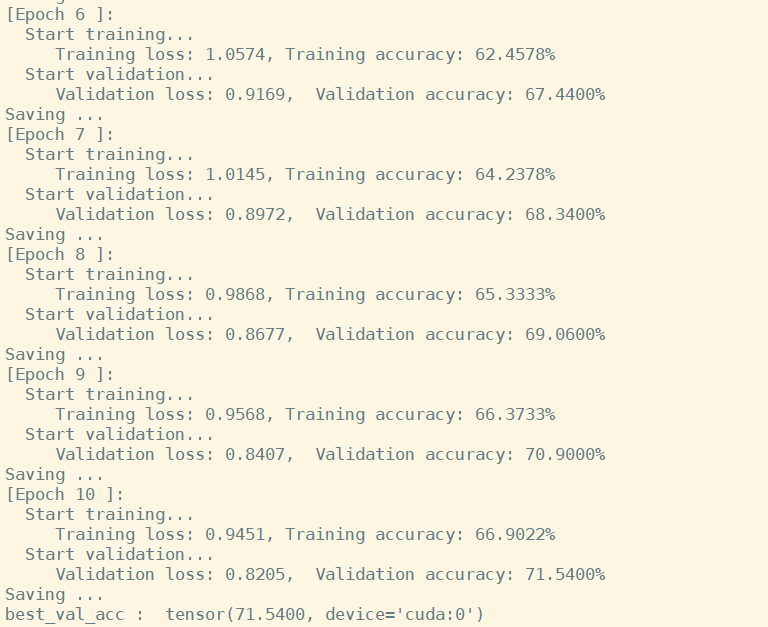 [Epoch 6 ]:
  Start training...
     Training loss: 1.0574, Training accuracy: 62.4578%
  Start validation...
     Validation loss: 0.9169,  Validation accuracy: 67.4400%
Saving ...
[Epoch 7 ]:
  Start training...
     Training loss: 1.0145, Training accuracy: 64.2378%
  Start validation...
     Validation loss: 0.8972,  Validation accuracy: 68.3400%
Saving ...
[Epoch 8 ]:
  Start training...
     Training loss: 0.9868, Training accuracy: 65.3333%
  Start validation...
     Validation loss: 0.8677,  Validation accuracy: 69.0600%
Saving ...
[Epoch 9 ]:
  Start training...
     Training loss: 0.9568, Training accuracy: 66.3733%
  Start validation...
     Validation loss: 0.8407,  Validation accuracy: 70.9000%
Saving ...
[Epoch 10 ]:
  Start training...
     Training loss: 0.9451, Training accuracy: 66.9022%
  Start validation...
     Validation loss: 0.8205,  Validation accuracy: 71.5400%
Saving ...
best_val_acc :  tensor(71.5400, device='cuda:0')